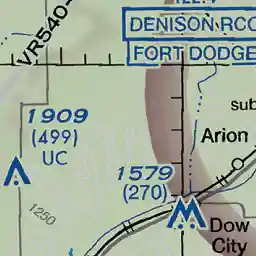 VR540-
DENISON RCO
FORT DODGE
1909
(499)
UC
sub
Arion
1579
(270)
1250
Dow
City